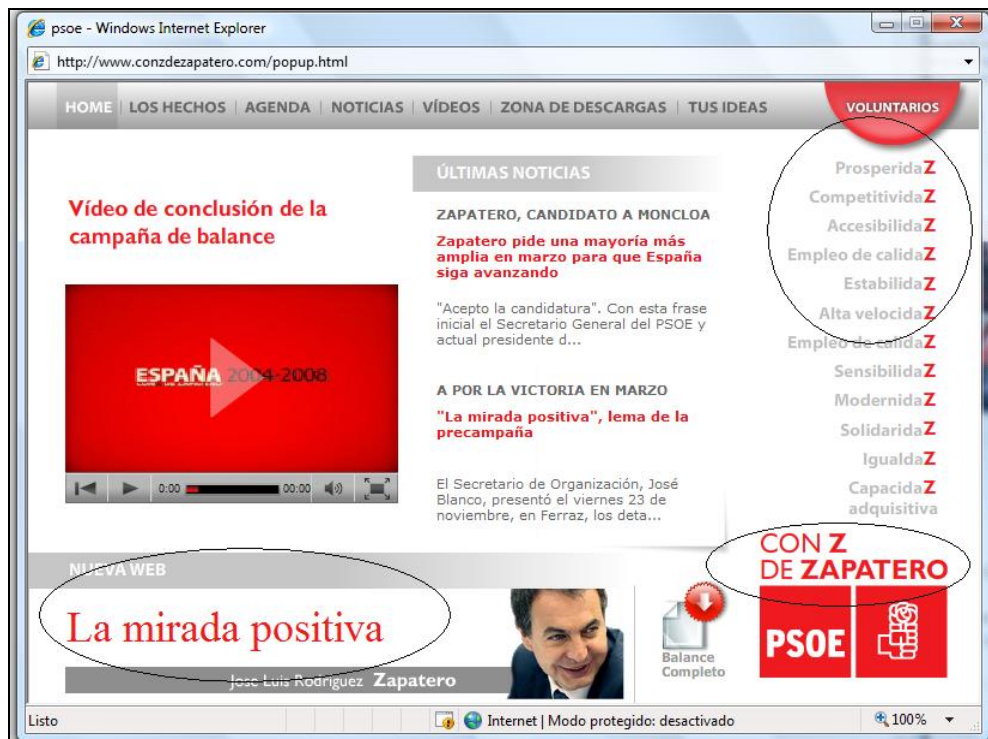 psoe - Windows Internet Explorer
http://www.conzdezapatero.com/popup.html
HOME | LOS HECHOS | AGENDA | NOTICIAS | VÍDEOS | ZONA DE DESCARGAS | TUS IDEAS
VOLUNTARIOS
Vídeo de conclusión de la
campaña de balance
ESPAÑA 2004-2008
0:00
00:00
ÚLTIMAS NOTICIAS
ZAPATERO, CANDIDATO A MONCLOA
Zapatero pide una mayoría más
amplia en marzo para que España
siga avanzando
"Acepto la candidatura". Con esta frase
inicial el Secretario General del PSOE y
actual presidente d...
A POR LA VICTORIA EN MARZO
"La mirada positiva", lema de la
precampaña
El Secretario de Organización, José
Blanco, presentó el viernes 23 de
noviembre, en Ferraz, los deta...
ProsperidaZ
CompetitividaZ
AccesibilidaZ
Empleo de calidaZ
EstabilidaZ
Alta velocidaZ
Empleo de calidaZ
SensibilidaZ
ModernidaZ
SolidaridaZ
IgualdaZ
CapacidaZ
adquisitiva
NUEVA WEB
La mirada positiva
Jose Luis Rodríguez Zapatero
Balance
Completo
CON Z
DE ZAPATERO
PSOE
Listo
Internet | Modo protegido: desactivado
100%